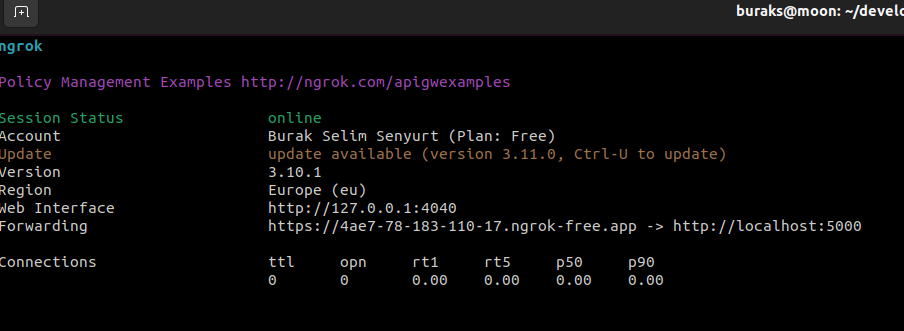 buraks@moon: ~/develo
ngrok
Policy Management Examples http://ngrok.com/apigwexamples
Session Status online
Account Burak Selim Senyurt (Plan: Free)
Update update available (version 3.11.0, Ctrl-U to update)
Version 3.10.1
Region Europe (eu)
Web Interface http://127.0.0.1:4040
Forwarding https://4ae7-78-183-110-17.ngrok-free.app -> http://localhost:5000
Connections ttl opn rt1 rt5 p50 p90
0 0 0.00 0.00 0.00 0.00